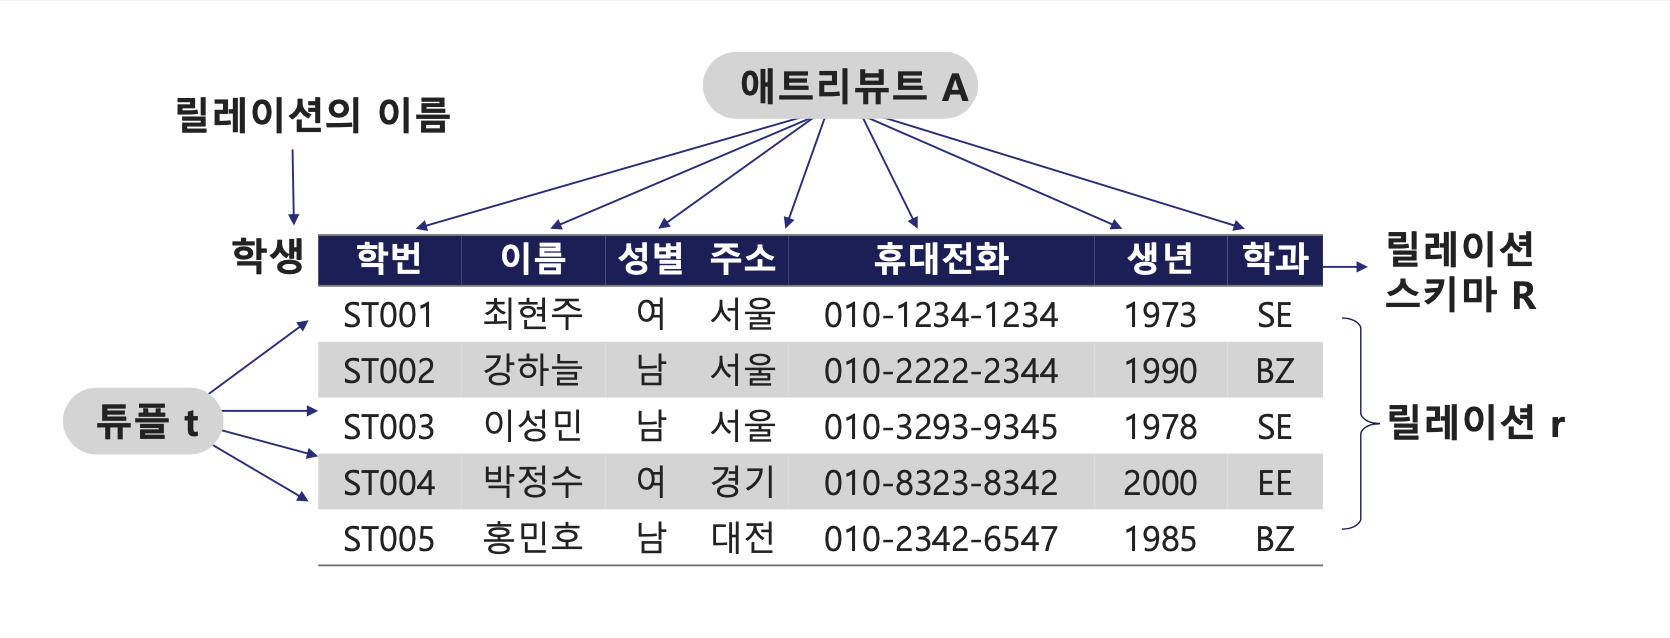 애트리뷰트 A
릴레이션의 이름
학생 학번 이름 성별 주소 휴대전화 생년 학과
릴레이션
스키마 R
ST001 최현주 여 서울 010-1234-1234 1973 SE
ST002 강하늘 남 서울 010-2222-2344 1990 BZ
튜플 t
ST003 이성민 남 서울 010-3293-9345 1978 SE
릴레이션 r
ST004 박정수 여 경기 010-8323-8342 2000 EE
ST005 홍민호 남 대전 010-2342-6547 1985 BZ